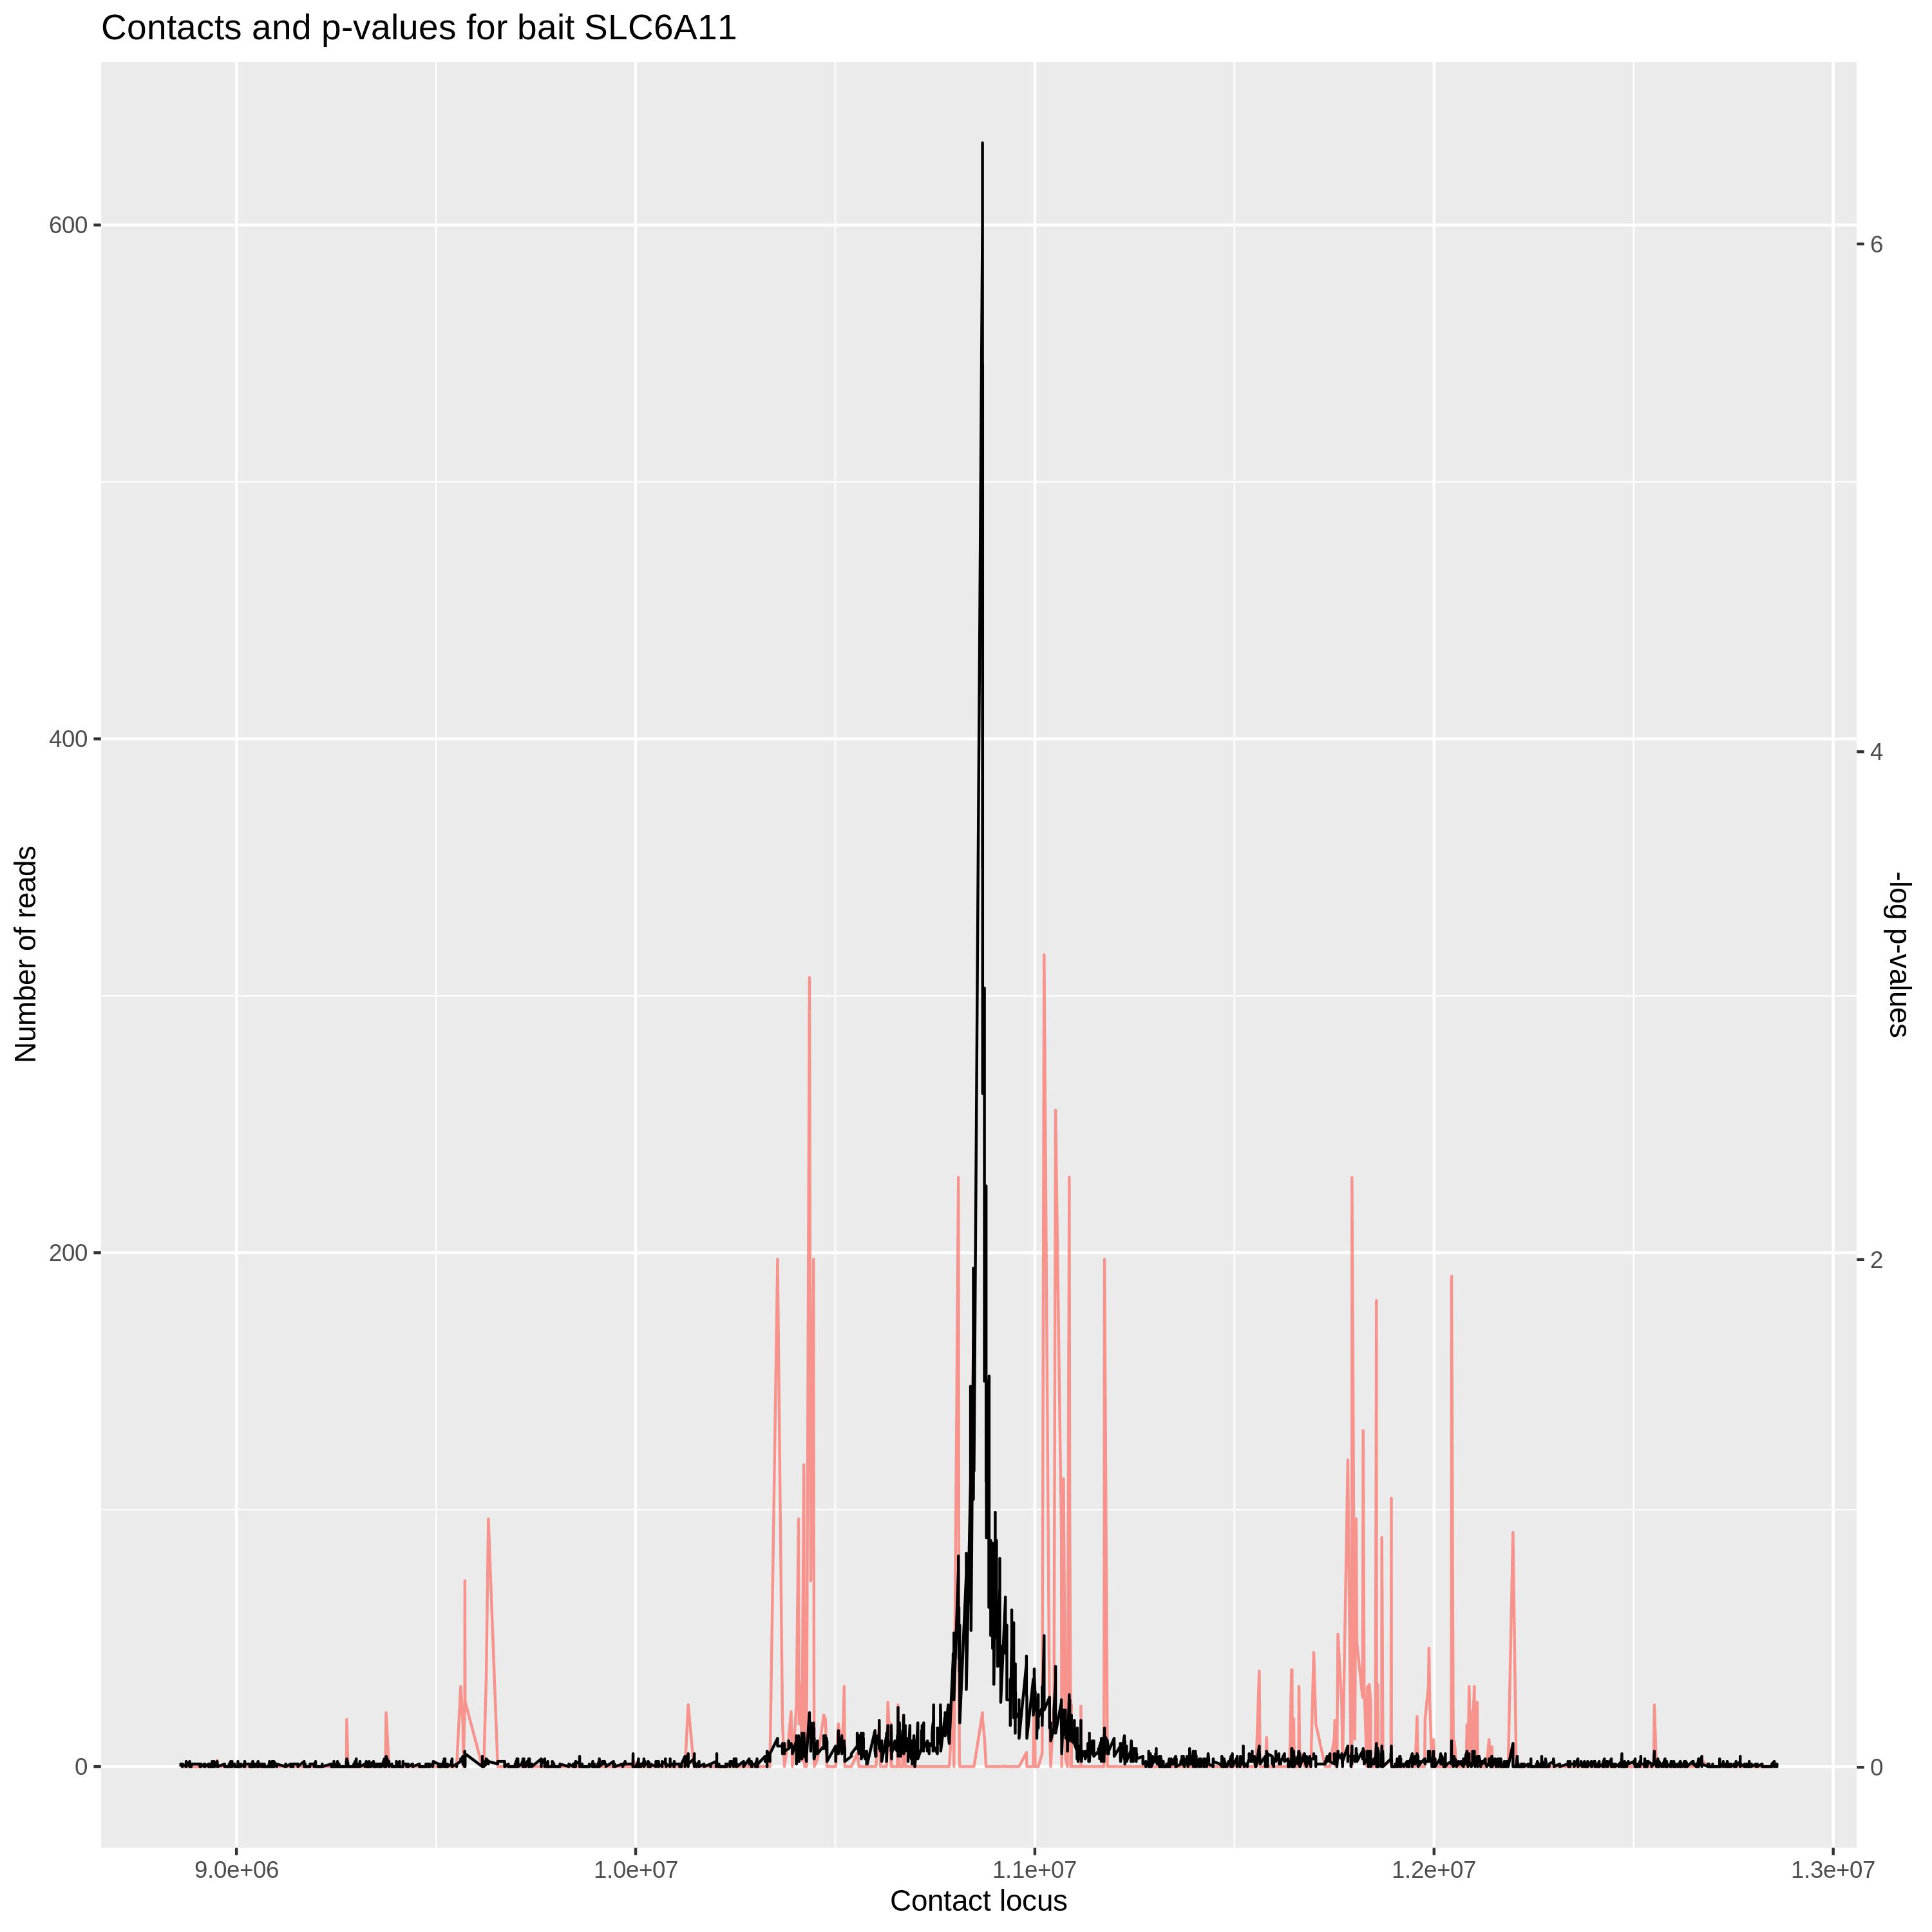 Contacts and p-values for bait SLC6A11
600
400
200
0
Number of reads
6
4
2
0
-log p-values
9.0e+06 1.0e+07 1.1e+07 1.2e+07 1.3e+07
Contact locus